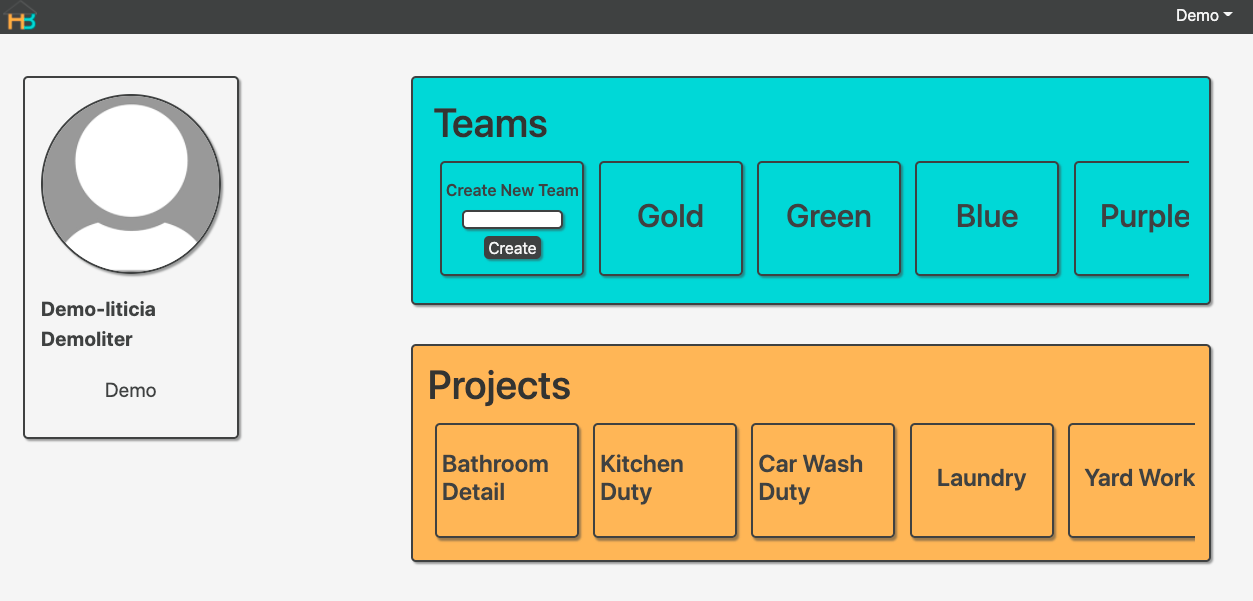 HB
Demo
Demo-liticia
Demoliter
Demo
Teams
Create New Team
Create
Gold
Green
Blue
Purple
Projects
Bathroom
Detail
Kitchen
Duty
Car Wash
Duty
Laundry
Yard Work